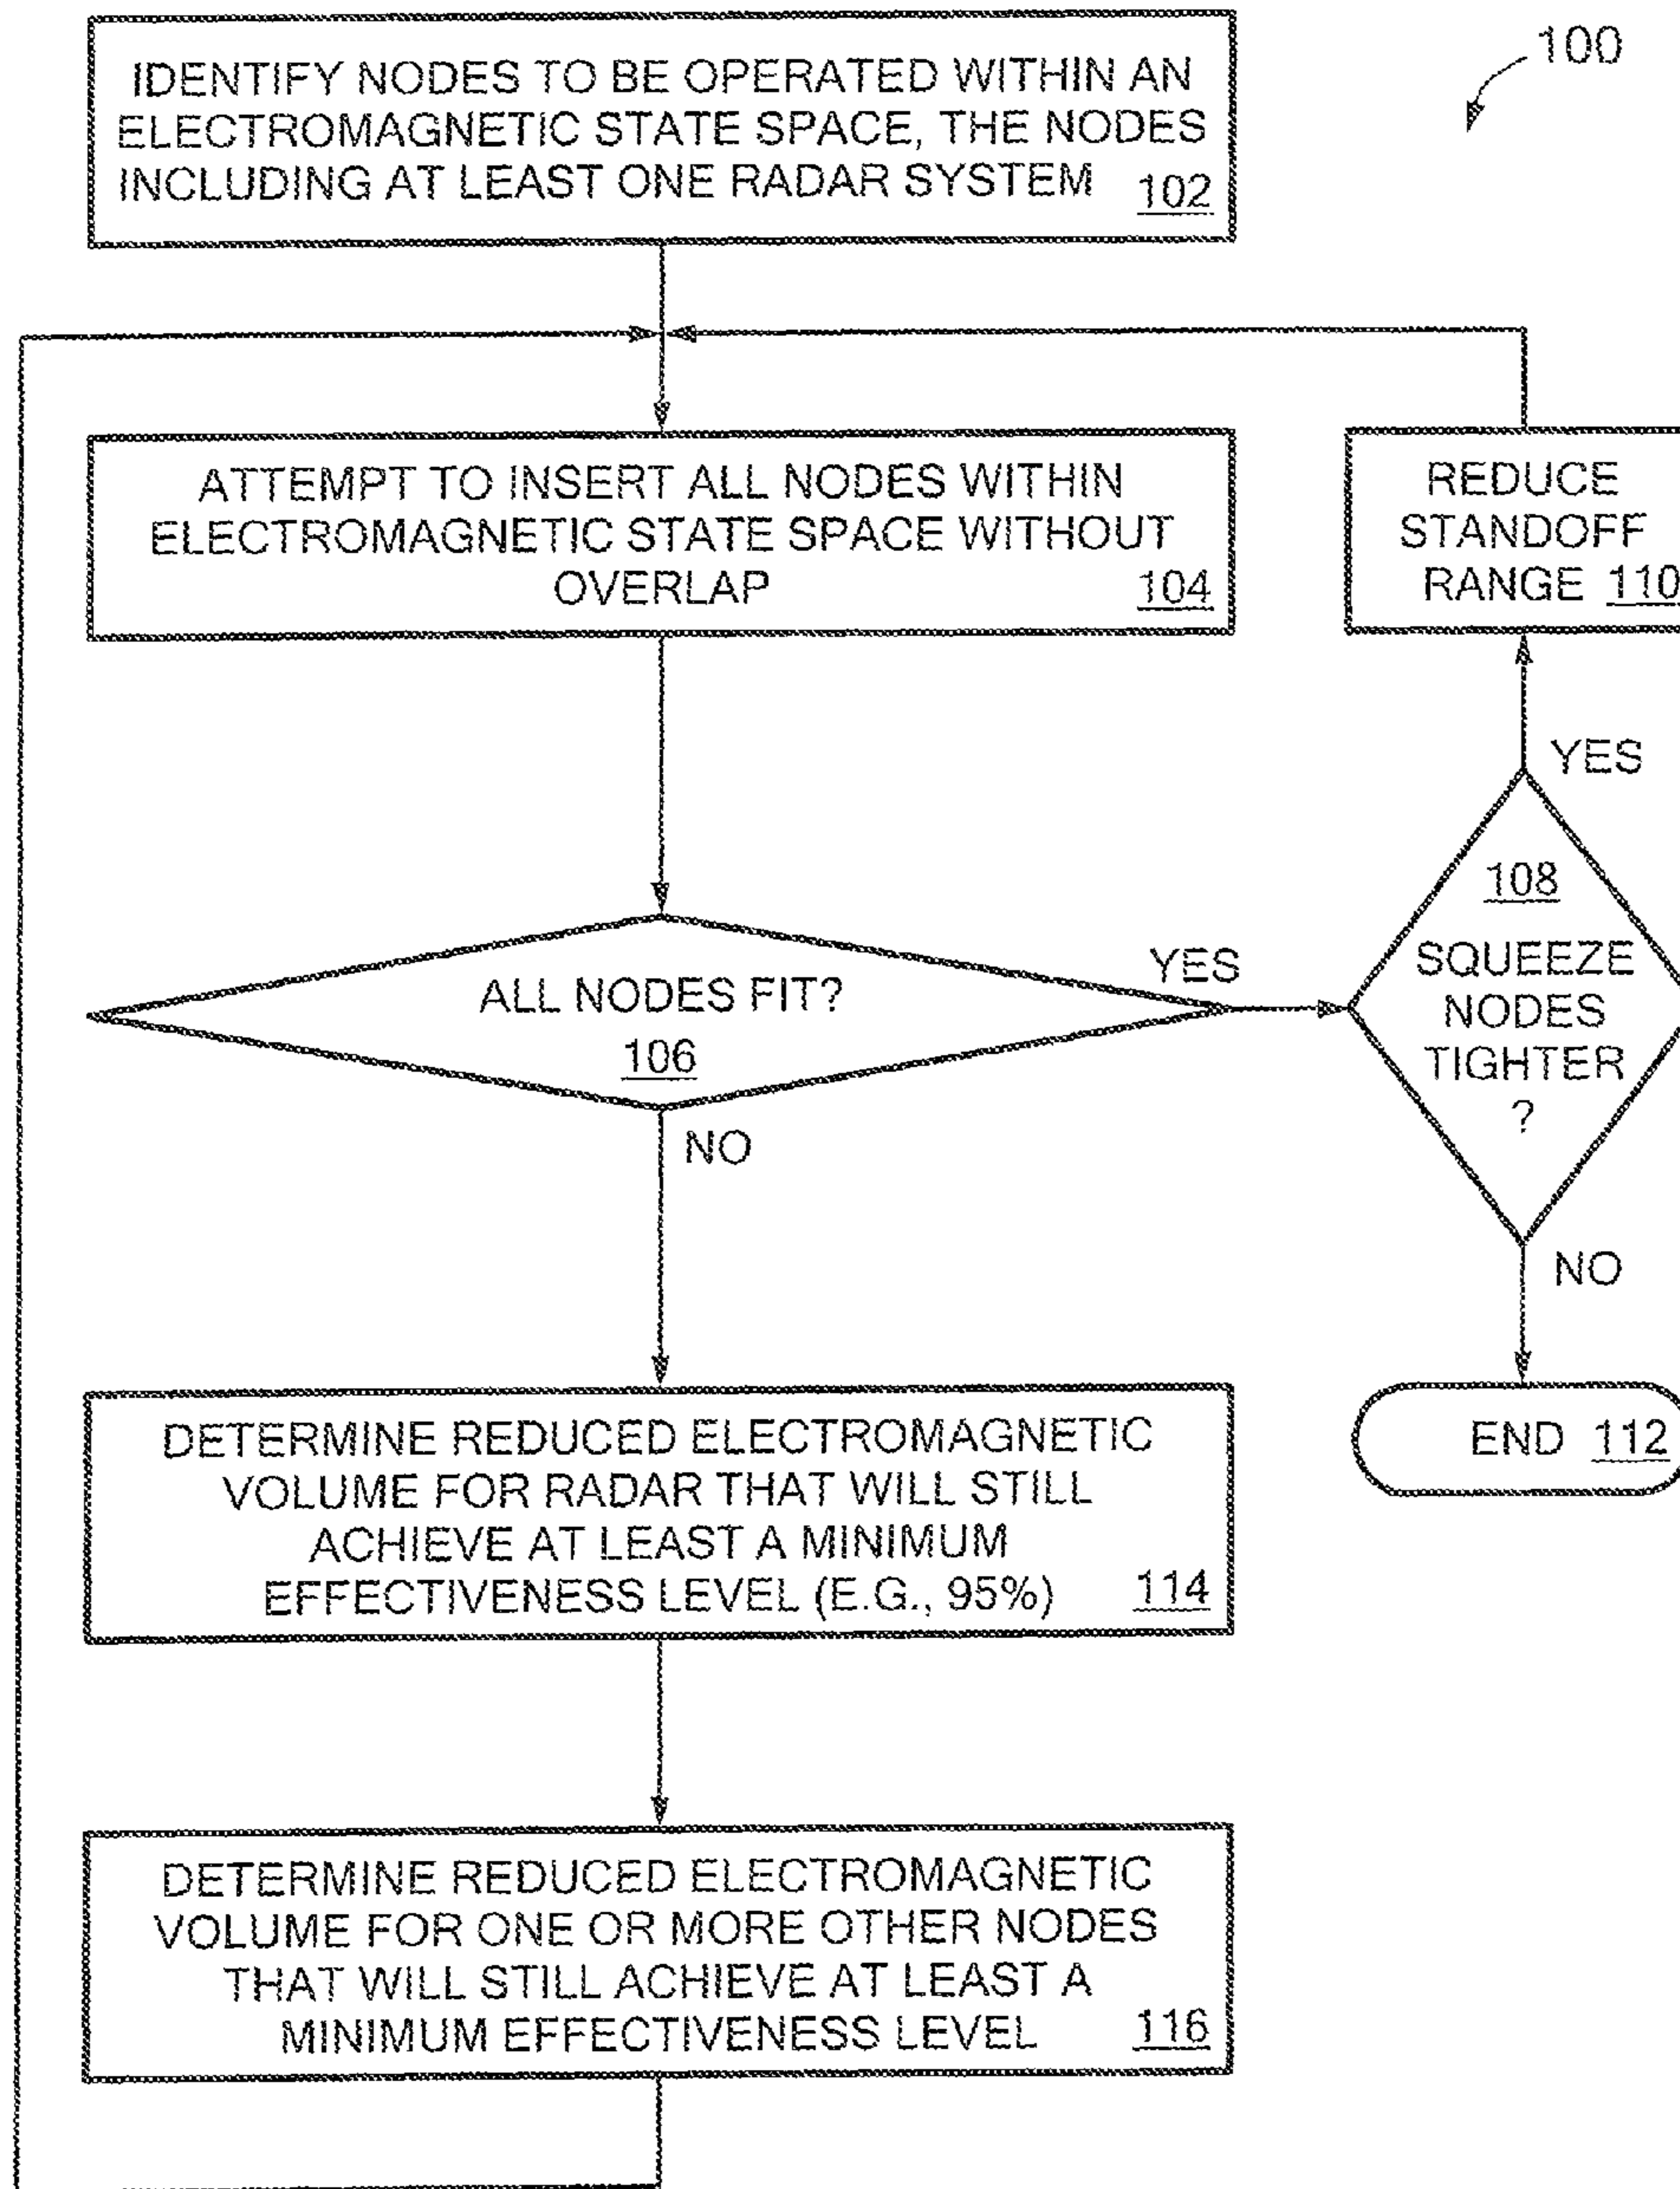 100
IDENTIFY NODES TO BE OPERATED WITHIN AN
ELECTROMAGNETIC STATE SPACE, THE NODES
INCLUDING AT LEAST ONE RADAR SYSTEM 102
ATTEMPT TO INSERT ALL NODES WITHIN
ELECTROMAGNETIC STATE SPACE WITHOUT
OVERLAP 104
REDUCE
STANDOFF
RANGE 110
YES
108
SQUEEZE
NODES
TIGHTER
?
NO
ALL NODES FIT?
106
YES
NO
END 112
DETERMINE REDUCED ELECTROMAGNETIC
VOLUME FOR RADAR THAT WILL STILL
ACHIEVE AT LEAST A MINIMUM
EFFECTIVENESS LEVEL (E.G., 95%) 114
DETERMINE REDUCED ELECTROMAGNETIC
VOLUME FOR ONE OR MORE OTHER NODES
THAT WILL STILL ACHIEVE AT LEAST A
MINIMUM EFFECTIVENESS LEVEL 116